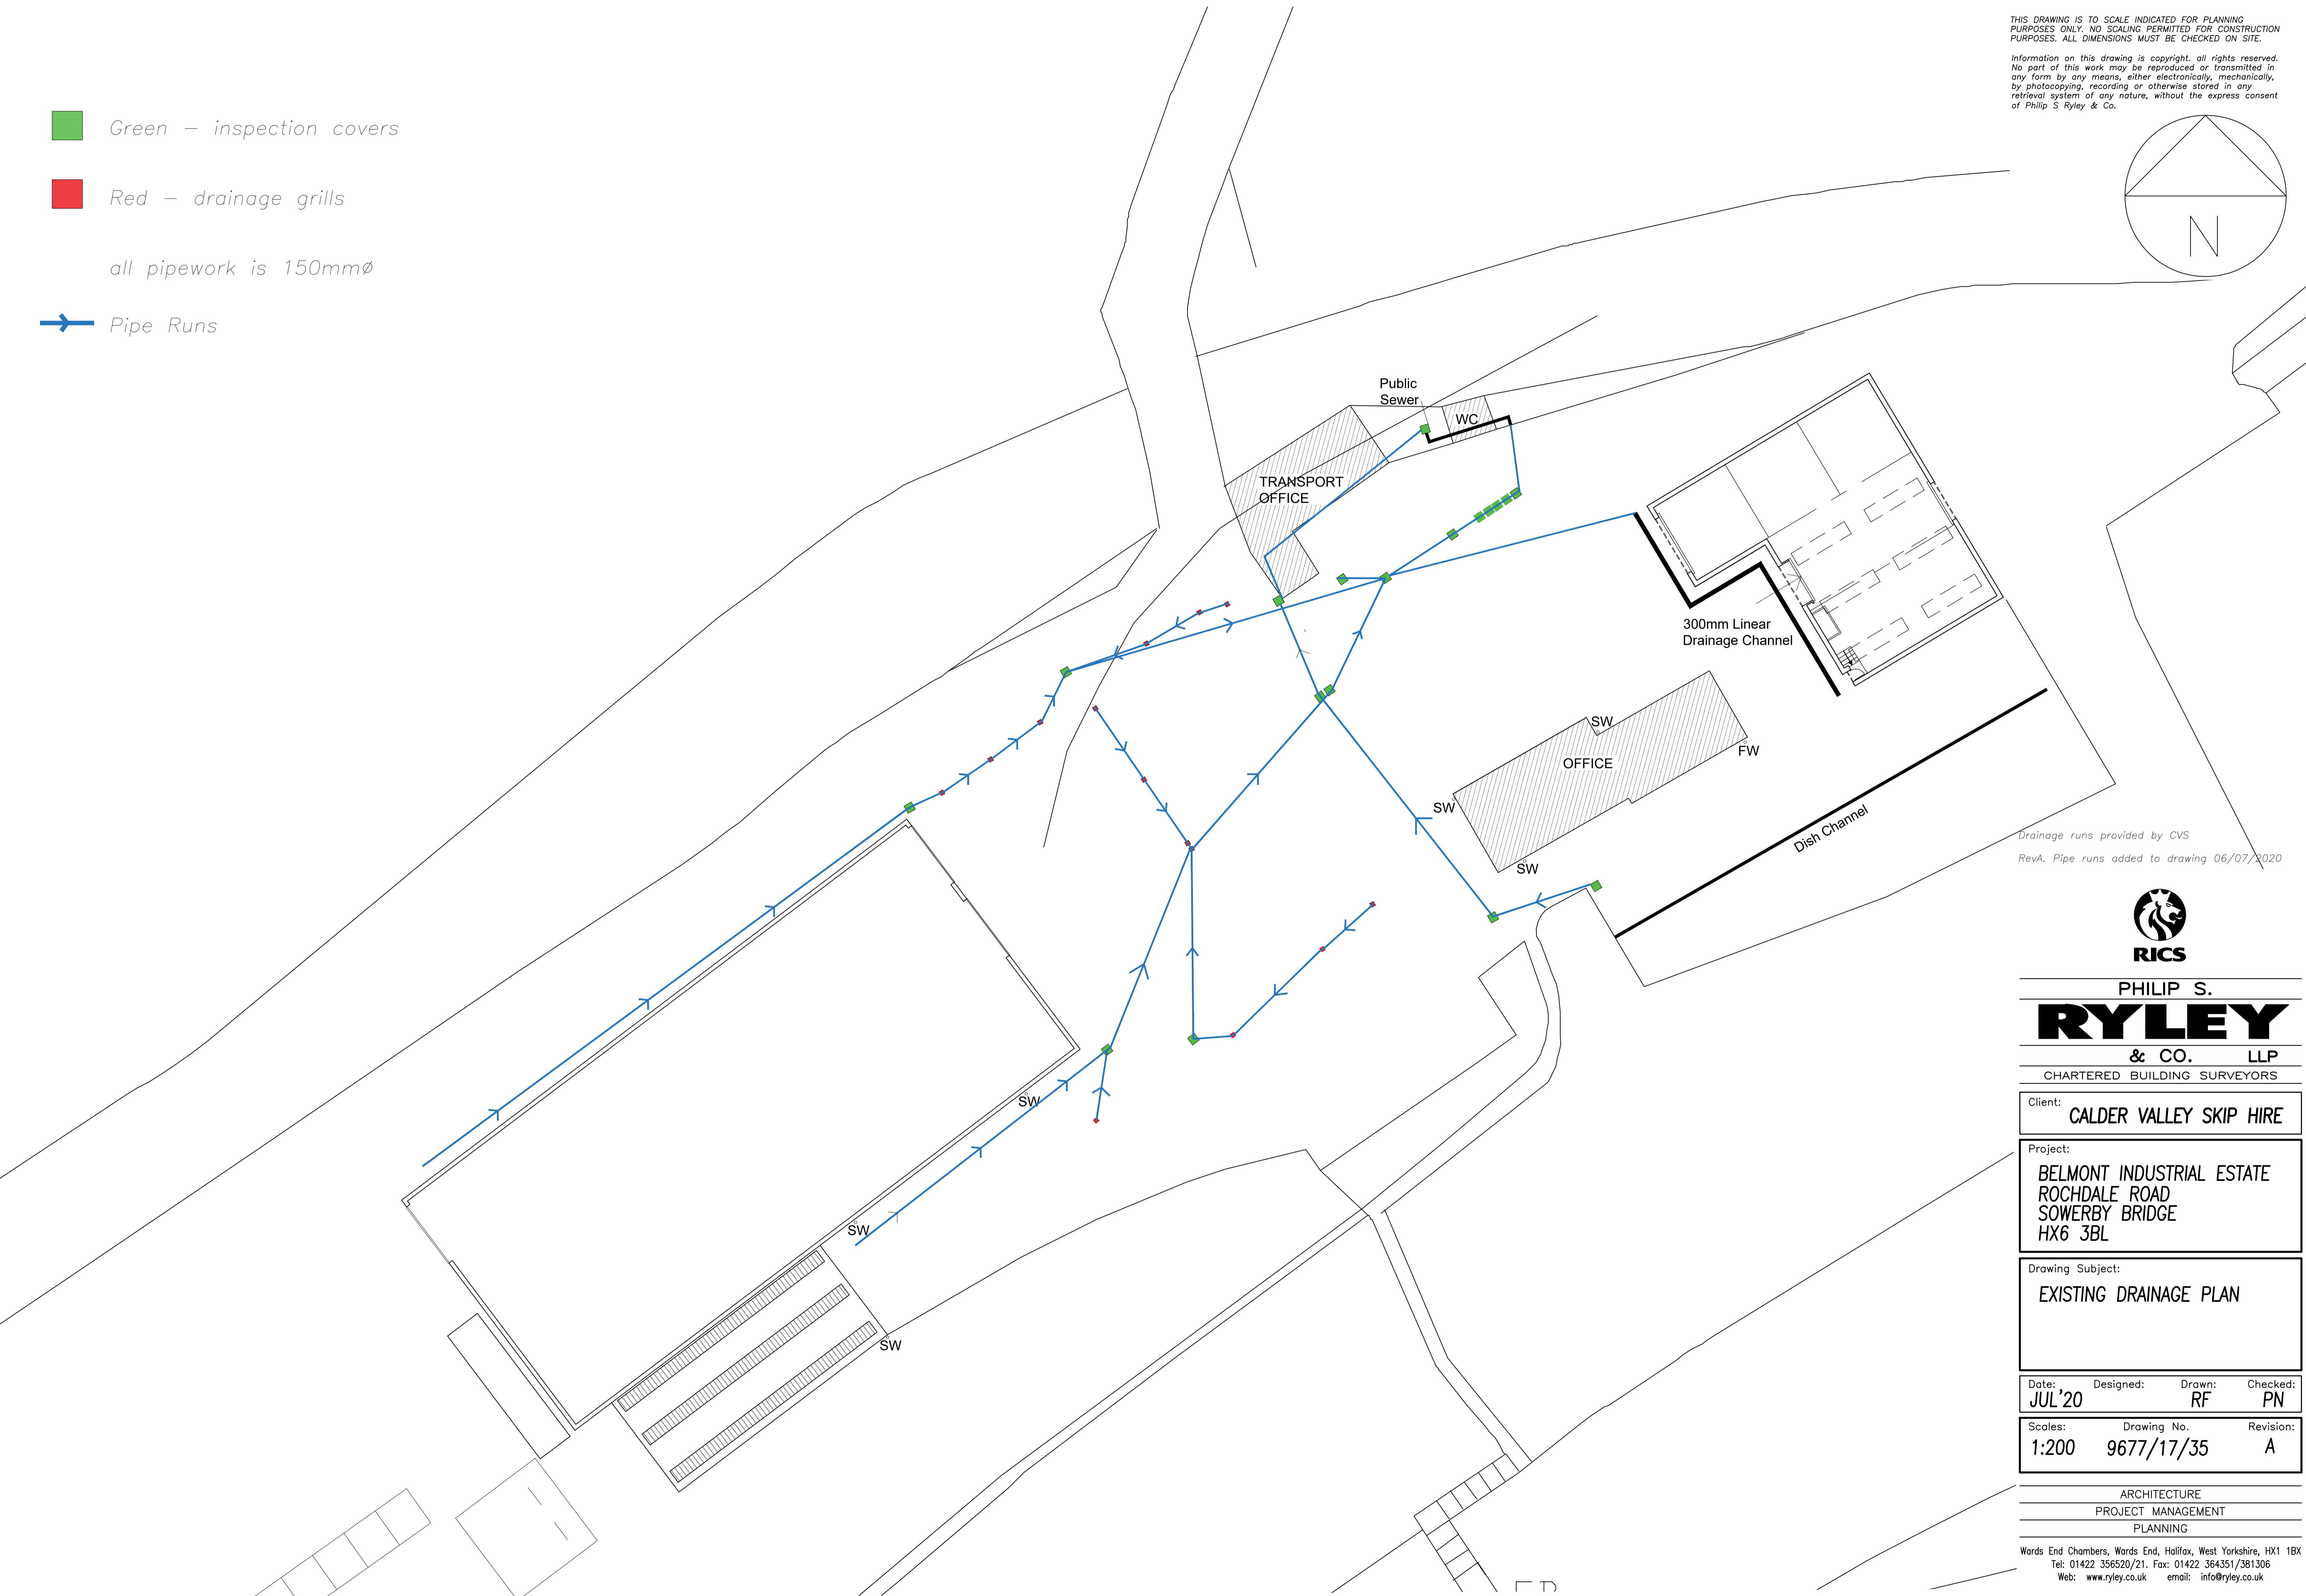 THIS DRAWING IS TO SCALE INDICATED FOR PLANNING
PURPOSES ONLY. NO SCALING PERMITTED FOR CONSTRUCTION
PURPOSES. ALL DIMENSIONS MUST BE CHECKED ON SITE.
Information on this drawing is copyright. all rights reserved.
No part of this work may be reproduced or transmitted in
any form by any means, either electronically, mechanically,
by photocopying, recording or otherwise stored in any
retrieval system of any nature, without the express consent
of Philip S Ryley & Co.
N
Green - inspection covers
Red - drainage grills
all pipework is 150mmø
Pipe Runs
Public
Sewer
WC
TRANSPORT
OFFICE
300mm Linear
Drainage Channel
SW
FW
OFFICE
SW
SW
Dish Channel
SW
SW
SW
Drainage runs provided by CVS
RevA. Pipe runs added to drawing 06/07/2020
RICS
PHILIP S.
RYLEY
& CO. LLP
CHARTERED BUILDING SURVEYORS
Client:
CALDER VALLEY SKIP HIRE
Project:
BELMONT INDUSTRIAL ESTATE
ROCHDALE ROAD
SOWERBY BRIDGE
HX6 3BL
Drawing Subject:
EXISTING DRAINAGE PLAN
Date: Designed: Drawn: Checked:
JUL'20 RF PN
Scales: Drawing No. Revision:
1:200 9677/17/35 A
ARCHITECTURE
PROJECT MANAGEMENT
PLANNING
Wards End Chambers, Wards End, Halifax, West Yorkshire, HX1 1BX
Tel: 01422 356520/21. Fax: 01422 364351/381306
Web: www.ryley.co.uk email: info@ryley.co.uk